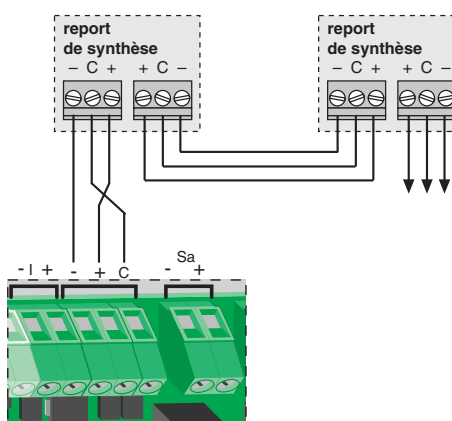 report
de synthèse
− C + + C −
report
de synthèse
− C + + C −
Sa
- I + - + C - +